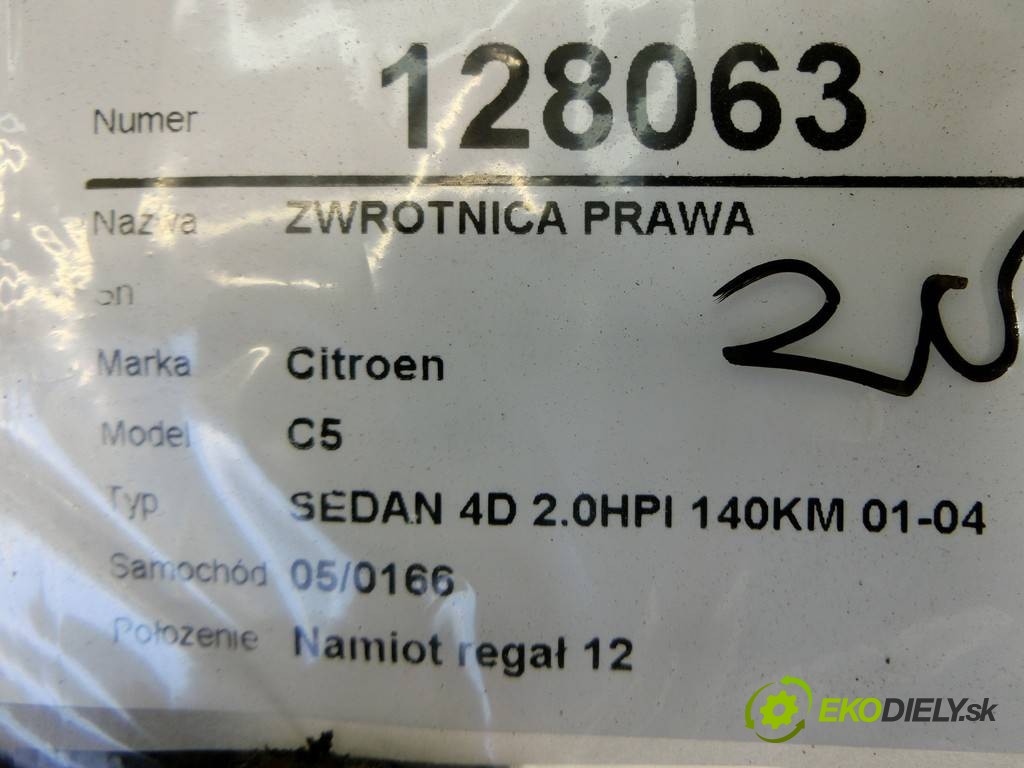 Numer 128063
Nazwa ZWROTNICA PRAWA
Sn
Marka Citroen
Model C5
Typ SEDAN 4D 2.0HPI 140KM 01-04
Samochód 05/0166
Położenie Namiot regał 12
EKODIELY.sk